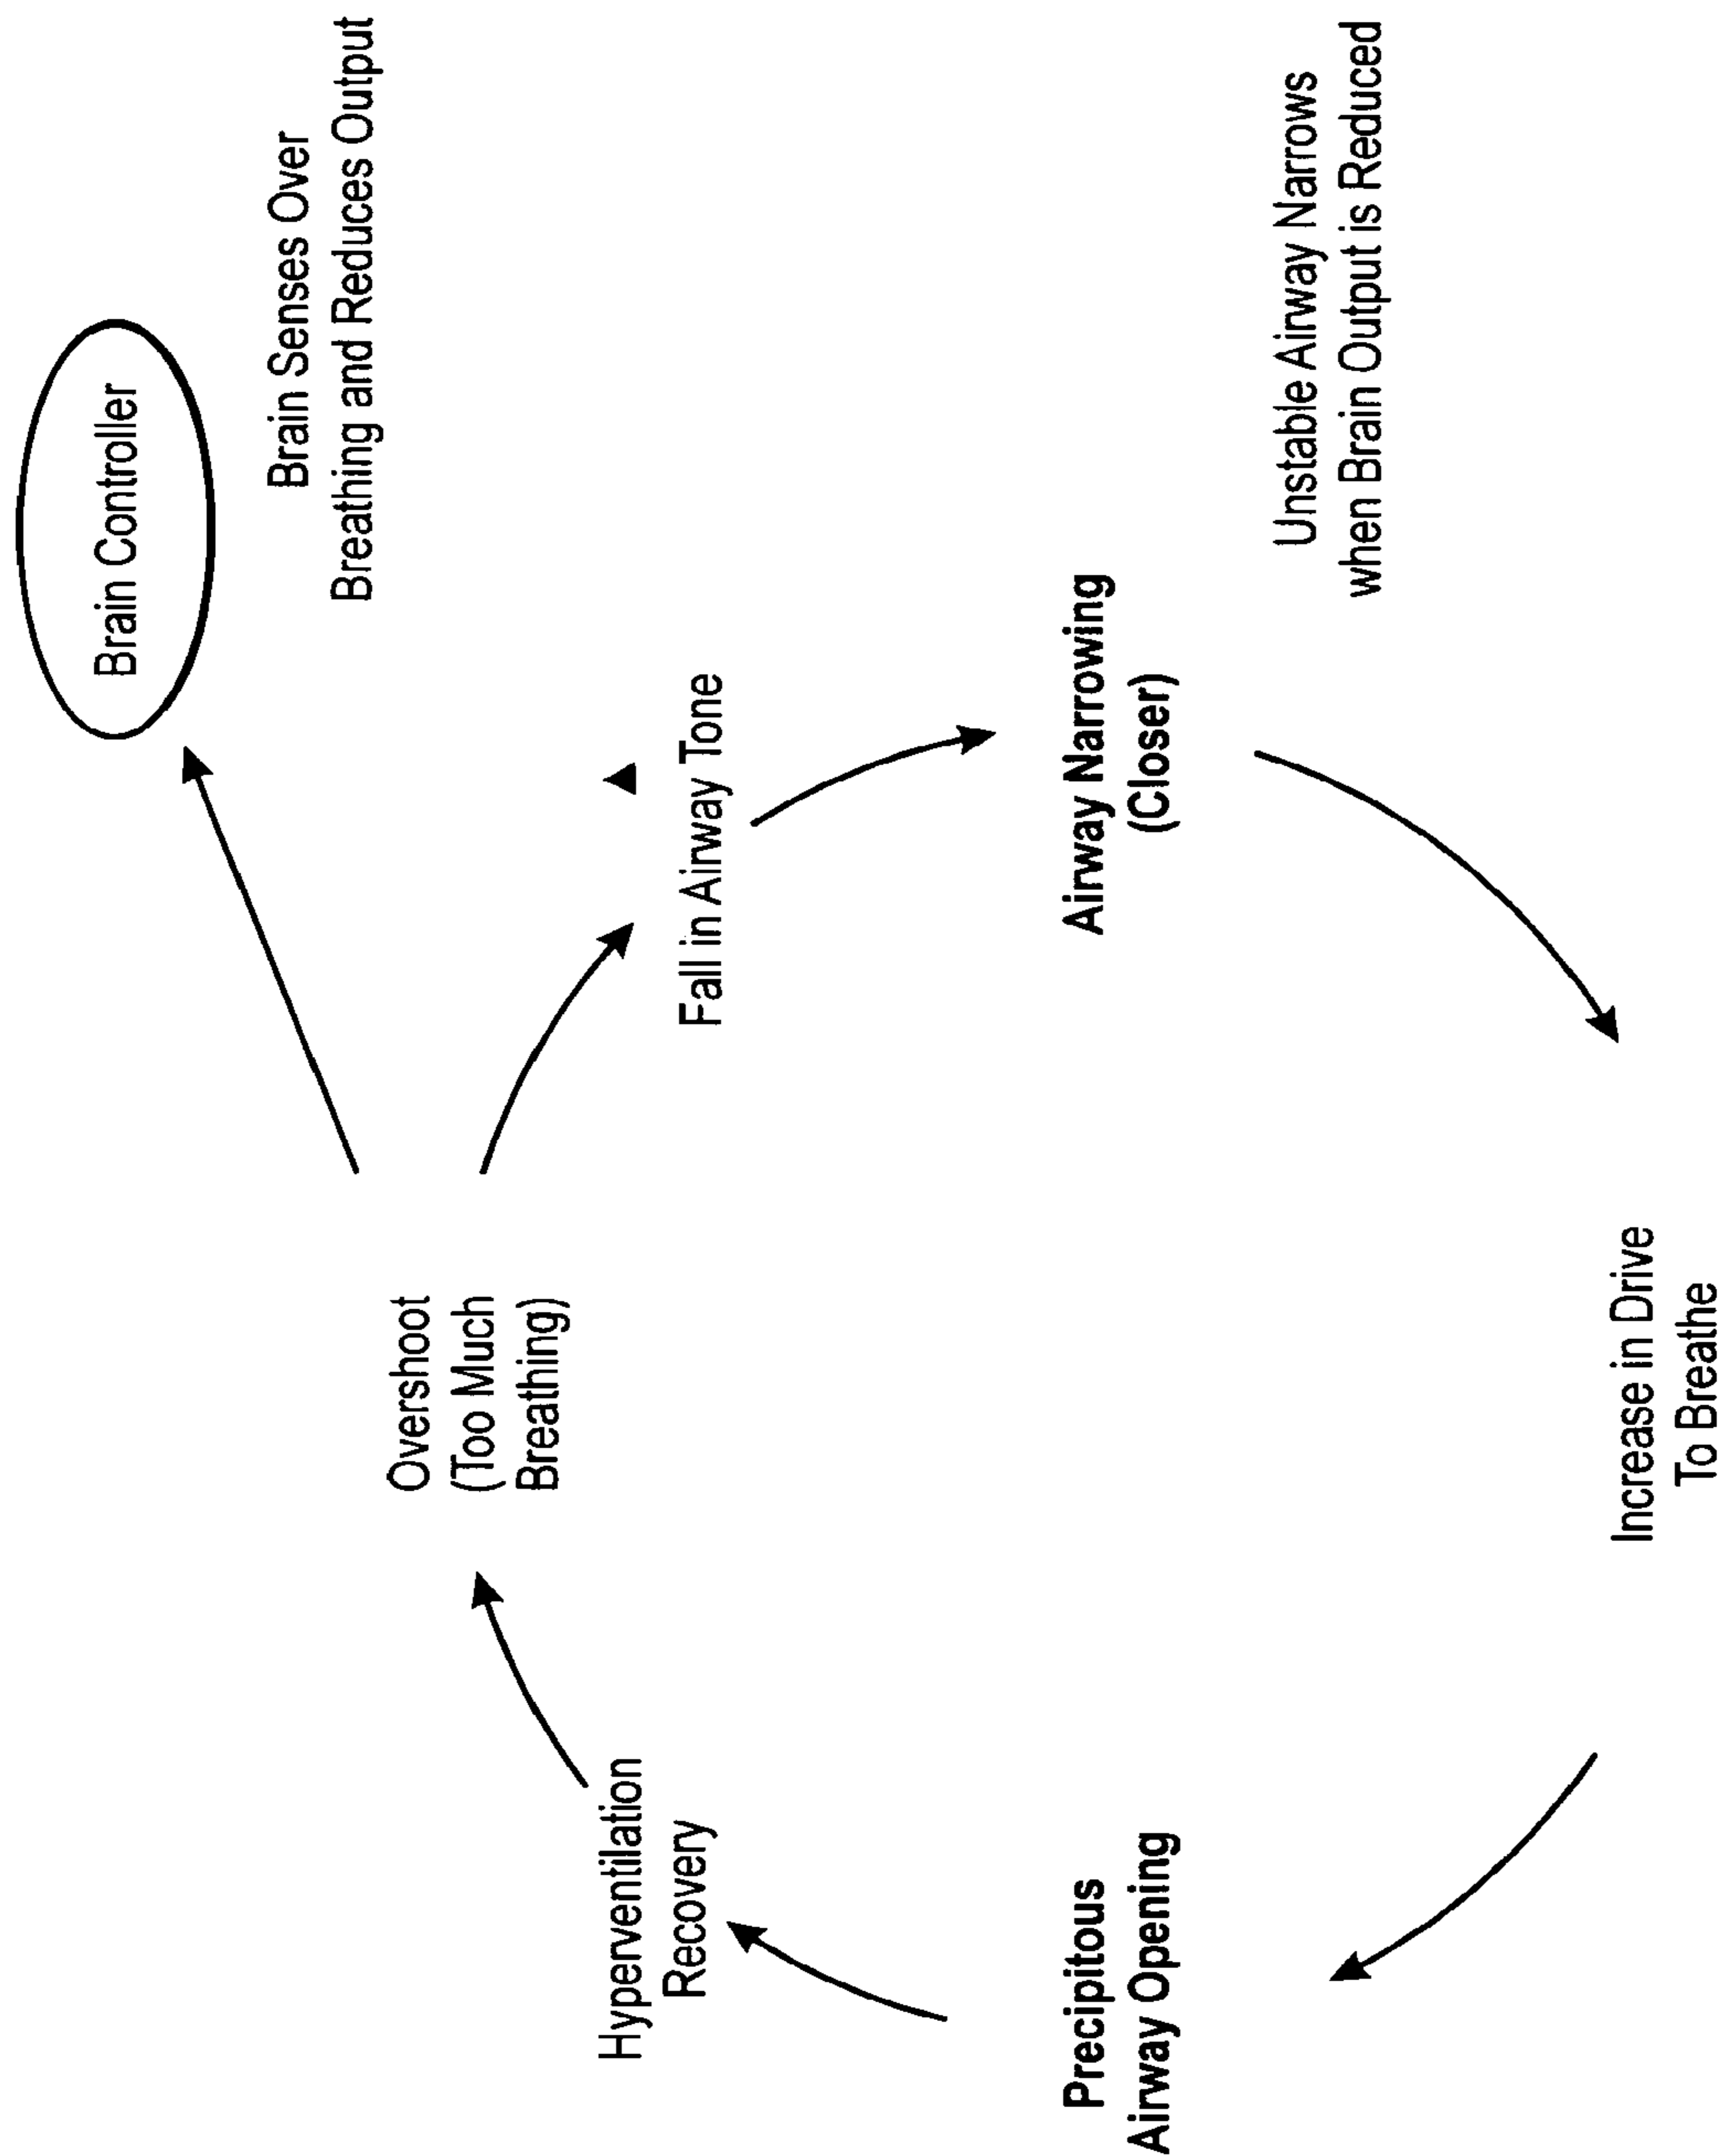 Brain Controller
Brain Senses Over
Breathing and Reduces Output
Overshoot
(Too Much
Breathing)
Hyperventilation
Recovery
Fall in Airway Tone
Precipitous
Airway Opening
Airway Narrowing
(Closer)
Unstable Airway Narrows
when Brain Output is Reduced
Increase in Drive
To Breathe